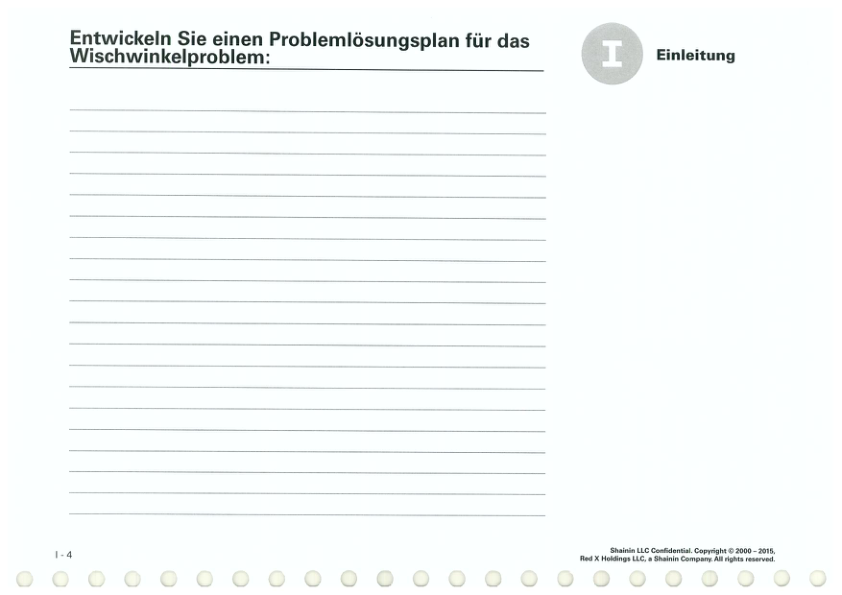 Entwickeln Sie einen Problemlösungsplan für das
Wischwinkelproblem:
I
Einleitung
I - 4
Shainin LLC Confidential. Copyright © 2000 – 2015,
Red X Holdings LLC, a Shainin Company. All rights reserved.